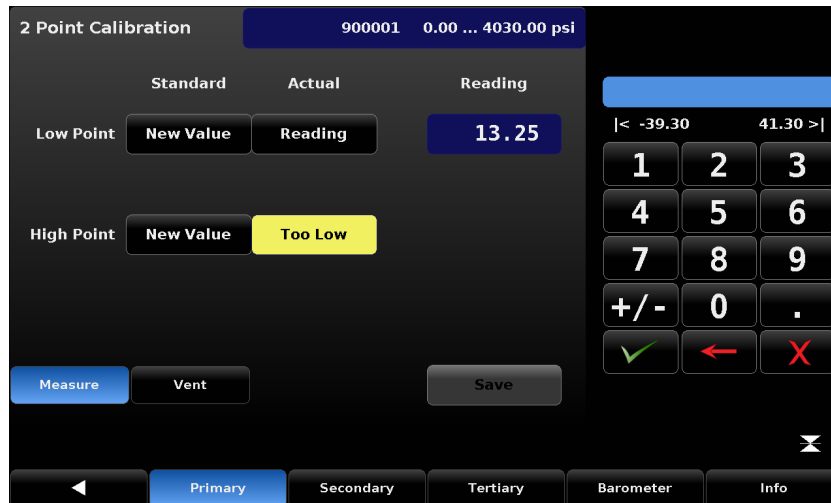 2 Point Calibration 900001 0.00 ... 4030.00 psi
Standard Actual Reading
Low Point New Value Reading 13.25
High Point New Value Too Low
Measure Vent Save
|< -39.30 41.30 >|
1 2 3
4 5 6
7 8 9
+/- 0 .
Primary Secondary Tertiary Barometer Info